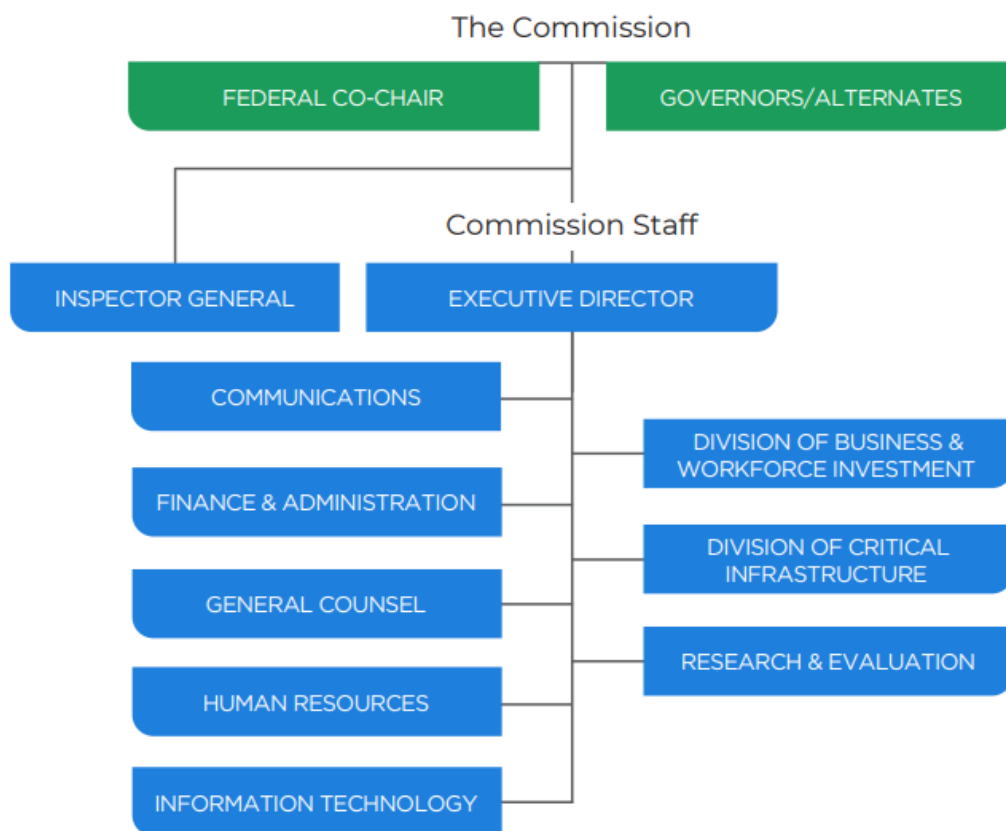 The Commission
FEDERAL CO-CHAIR
GOVERNORS/ALTERNATES
Commission Staff
INSPECTOR GENERAL
EXECUTIVE DIRECTOR
COMMUNICATIONS
FINANCE & ADMINISTRATION
GENERAL COUNSEL
HUMAN RESOURCES
INFORMATION TECHNOLOGY
DIVISION OF BUSINESS &
WORKFORCE INVESTMENT
DIVISION OF CRITICAL
INFRASTRUCTURE
RESEARCH & EVALUATION